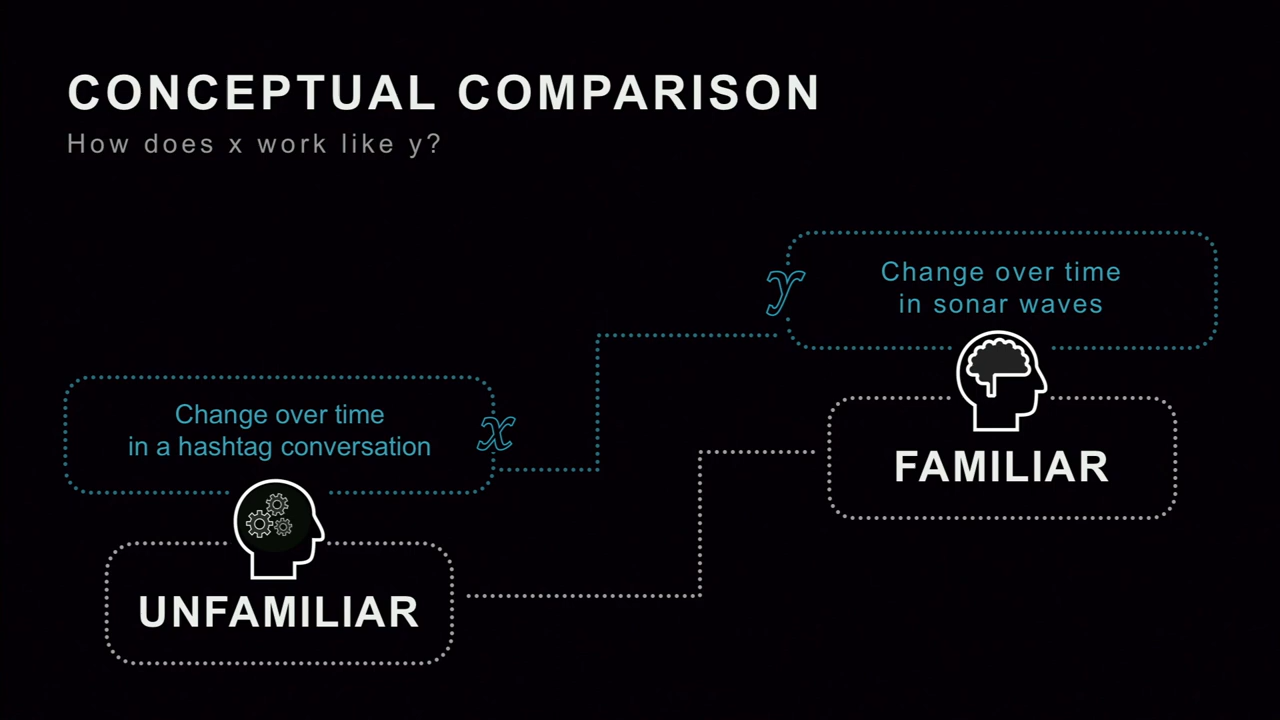 CONCEPTUAL COMPARISON
How does x work like y?
y
Change over time
in sonar waves
Change over time
in a hashtag conversation
x
FAMILIAR
UNFAMILIAR